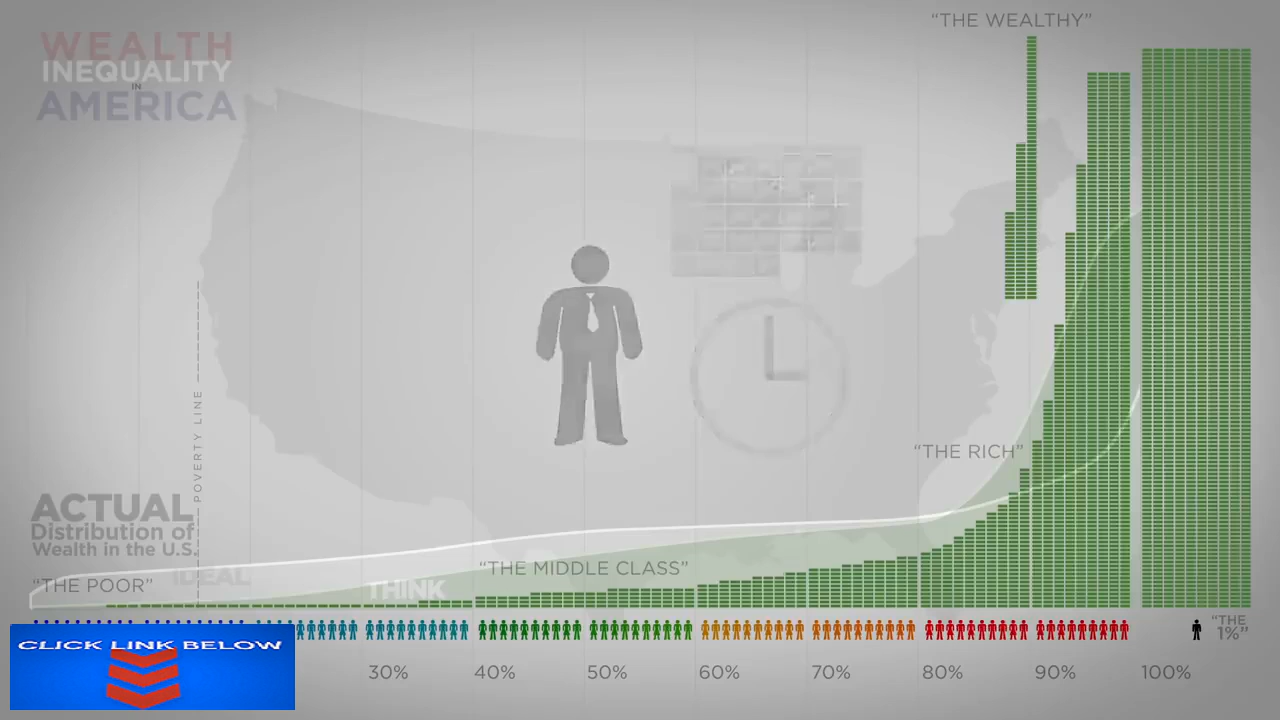 WEALTH
INEQUALITY
IN
AMERICA
"THE WEALTHY"
POVERTY LINE
"THE RICH"
ACTUAL
Distribution of
Wealth in the U.S.
"THE POOR"
IDEAL
THINK
"THE MIDDLE CLASS"
"THE
1%"
CLICK LINK BELOW
30%
40%
50%
60%
70%
80%
90%
100%